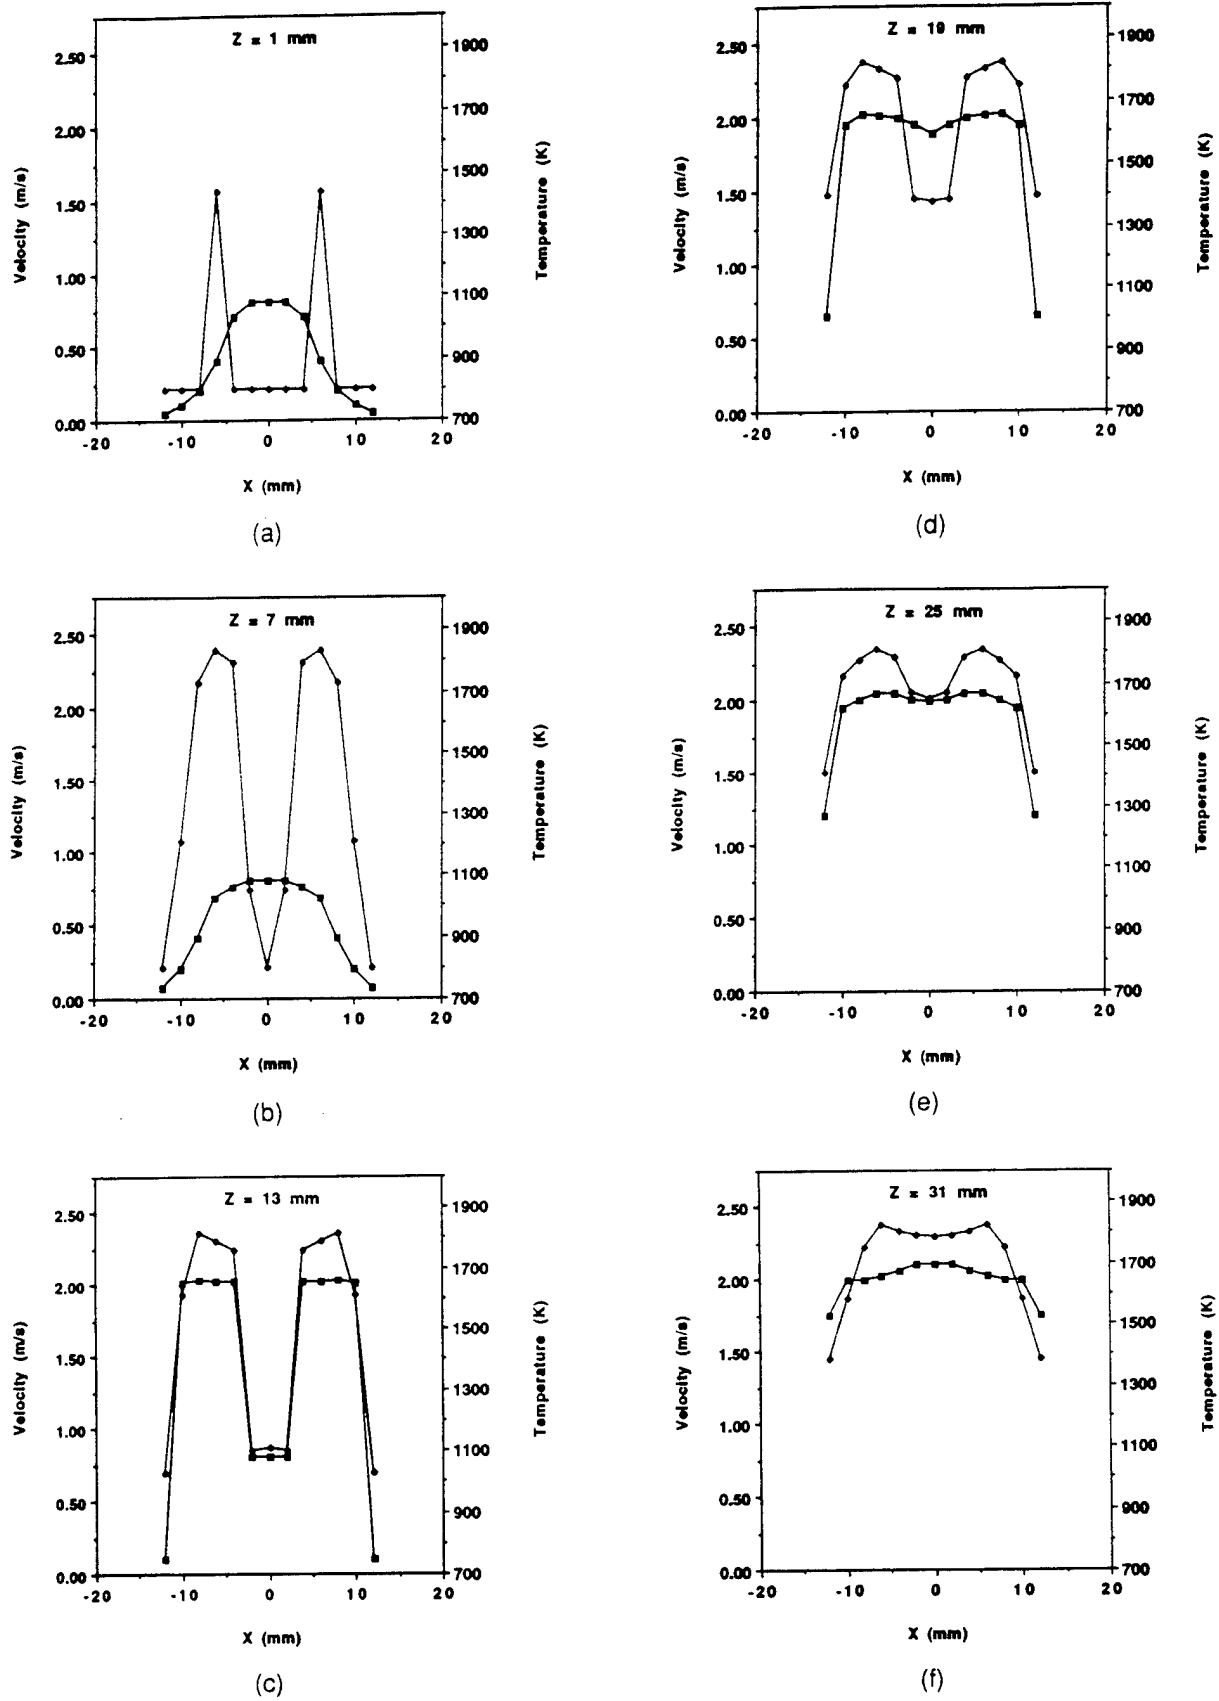 Z = 1 mm
Velocity (m/s)
2.50
2.00
1.50
1.00
0.50
0.00
Temperature (K)
1900
1700
1500
1300
1100
900
700
-20 -10 0 10 20
X (mm)
(a)
Z = 7 mm
Velocity (m/s)
2.50
2.00
1.50
1.00
0.50
0.00
Temperature (K)
1900
1700
1500
1300
1100
900
700
-20 -10 0 10 20
X (mm)
(b)
Z = 13 mm
Velocity (m/s)
2.50
2.00
1.50
1.00
0.50
0.00
Temperature (K)
1900
1700
1500
1300
1100
900
700
-20 -10 0 10 20
X (mm)
(c)
Z = 19 mm
Velocity (m/s)
2.50
2.00
1.50
1.00
0.50
0.00
Temperature (K)
1900
1700
1500
1300
1100
900
700
-20 -10 0 10 20
X (mm)
(d)
Z = 25 mm
Velocity (m/s)
2.50
2.00
1.50
1.00
0.50
0.00
Temperature (K)
1900
1700
1500
1300
1100
900
700
-20 -10 0 10 20
X (mm)
(e)
Z = 31 mm
Velocity (m/s)
2.50
2.00
1.50
1.00
0.50
0.00
Temperature (K)
1900
1700
1500
1300
1100
900
700
-20 -10 0 10 20
X (mm)
(f)